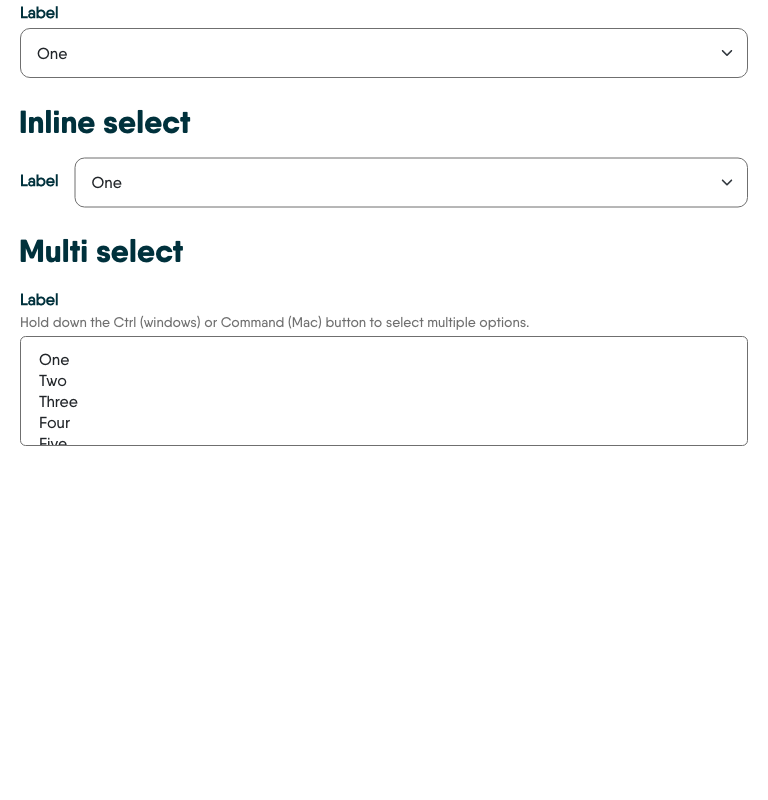 Label
One
Inline select
Label
One
Multi select
Label
Hold down the Ctrl (windows) or Command (Mac) button to select multiple options.
One
Two
Three
Four
Five